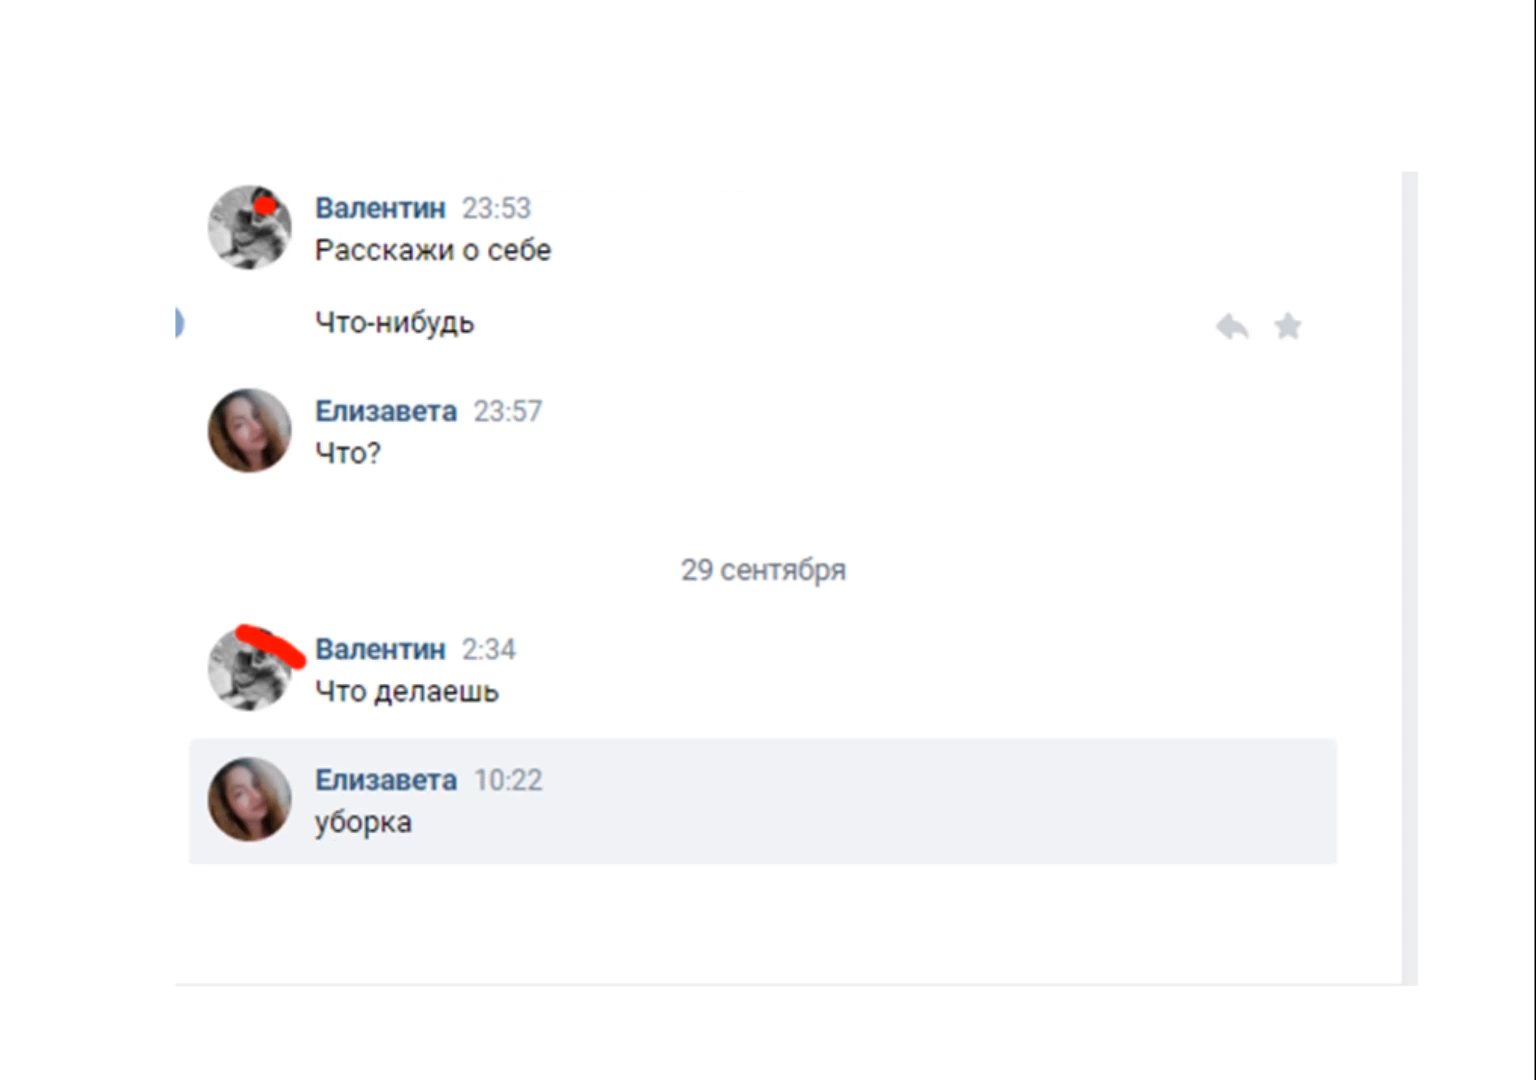 Валентин 23:53
Расскажи о себе
Что-нибудь
Елизавета 23:57
Что?
29 сентября
Валентин 2:34
Что делаешь
Елизавета 10:22
уборка